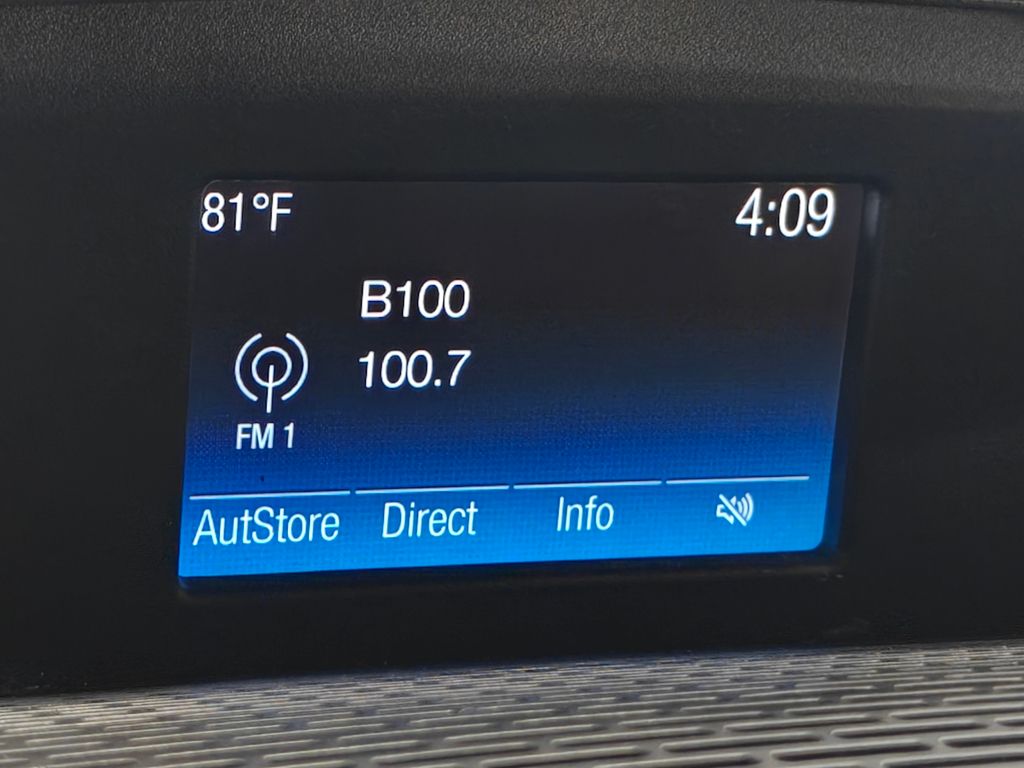 81°F 4:09
B100
100.7
FM 1
AutStore Direct Info